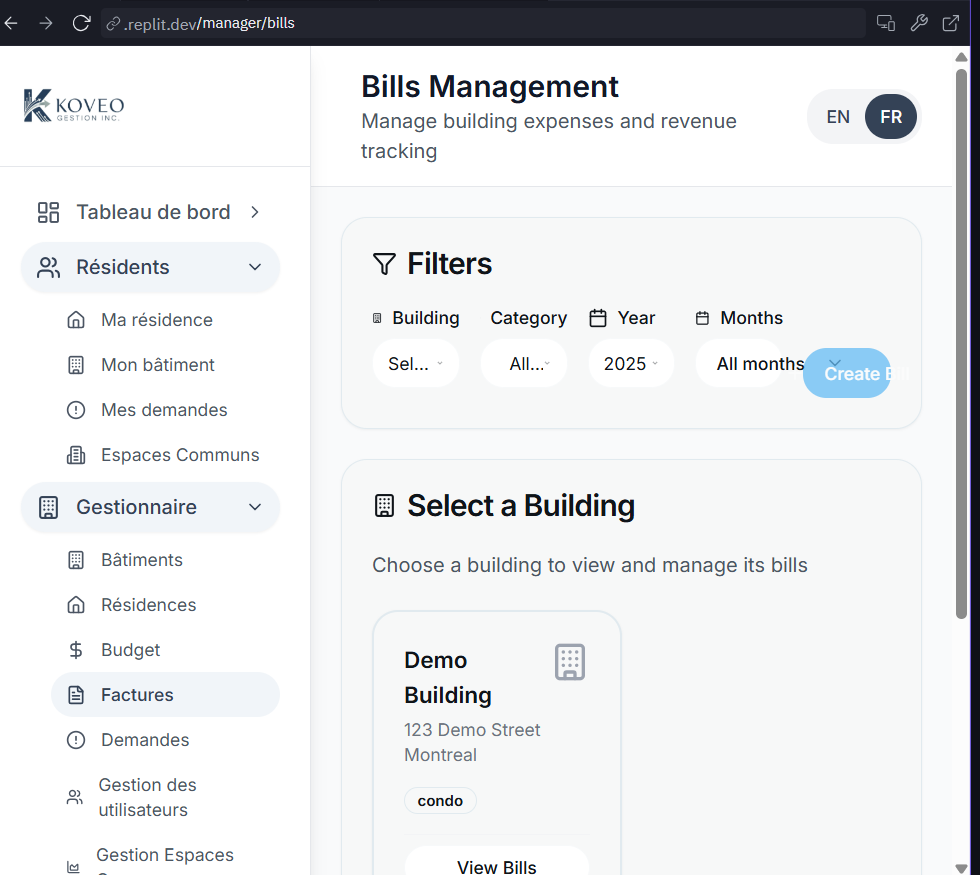 .replit.dev/manager/bills
KOVEO
GESTION INC.
Tableau de bord
Résidents
Ma résidence
Mon bâtiment
Mes demandes
Espaces Communs
Gestionnaire
Bâtiments
Résidences
Budget
Factures
Demandes
Gestion des
utilisateurs
Gestion Espaces
Bills Management
Manage building expenses and revenue
tracking
EN FR
Filters
Building Category Year Months
Sel... All... 2025 All months Create
Select a Building
Choose a building to view and manage its bills
Demo
Building
123 Demo Street
Montreal
condo
View Bills